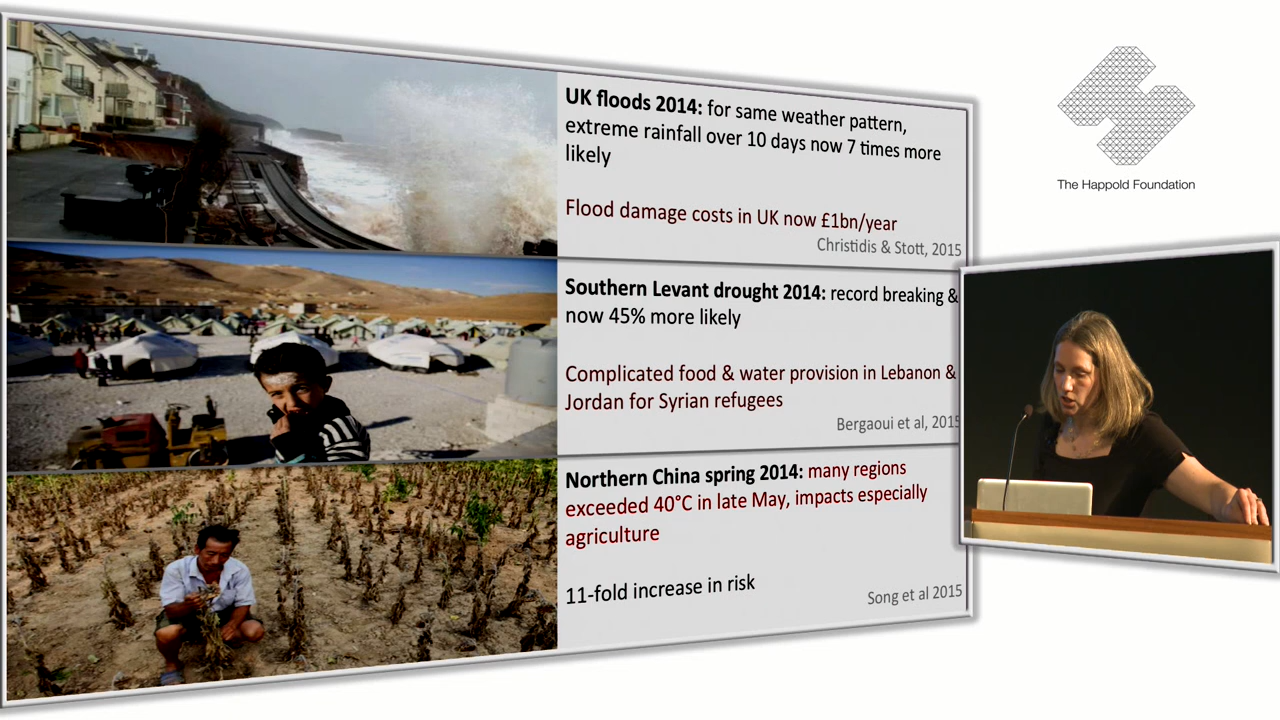 UK floods 2014: for same weather pattern,
extreme rainfall over 10 days now 7 times more
likely
Flood damage costs in UK now £1bn/year
Christidis & Stott, 2015
Southern Levant drought 2014: record breaking &
now 45% more likely
Complicated food & water provision in Lebanon &
Jordan for Syrian refugees
Bergaoui et al, 2015
Northern China spring 2014: many regions
exceeded 40°C in late May, impacts especially
agriculture
11-fold increase in risk
Song et al 2015
The Happold Foundation